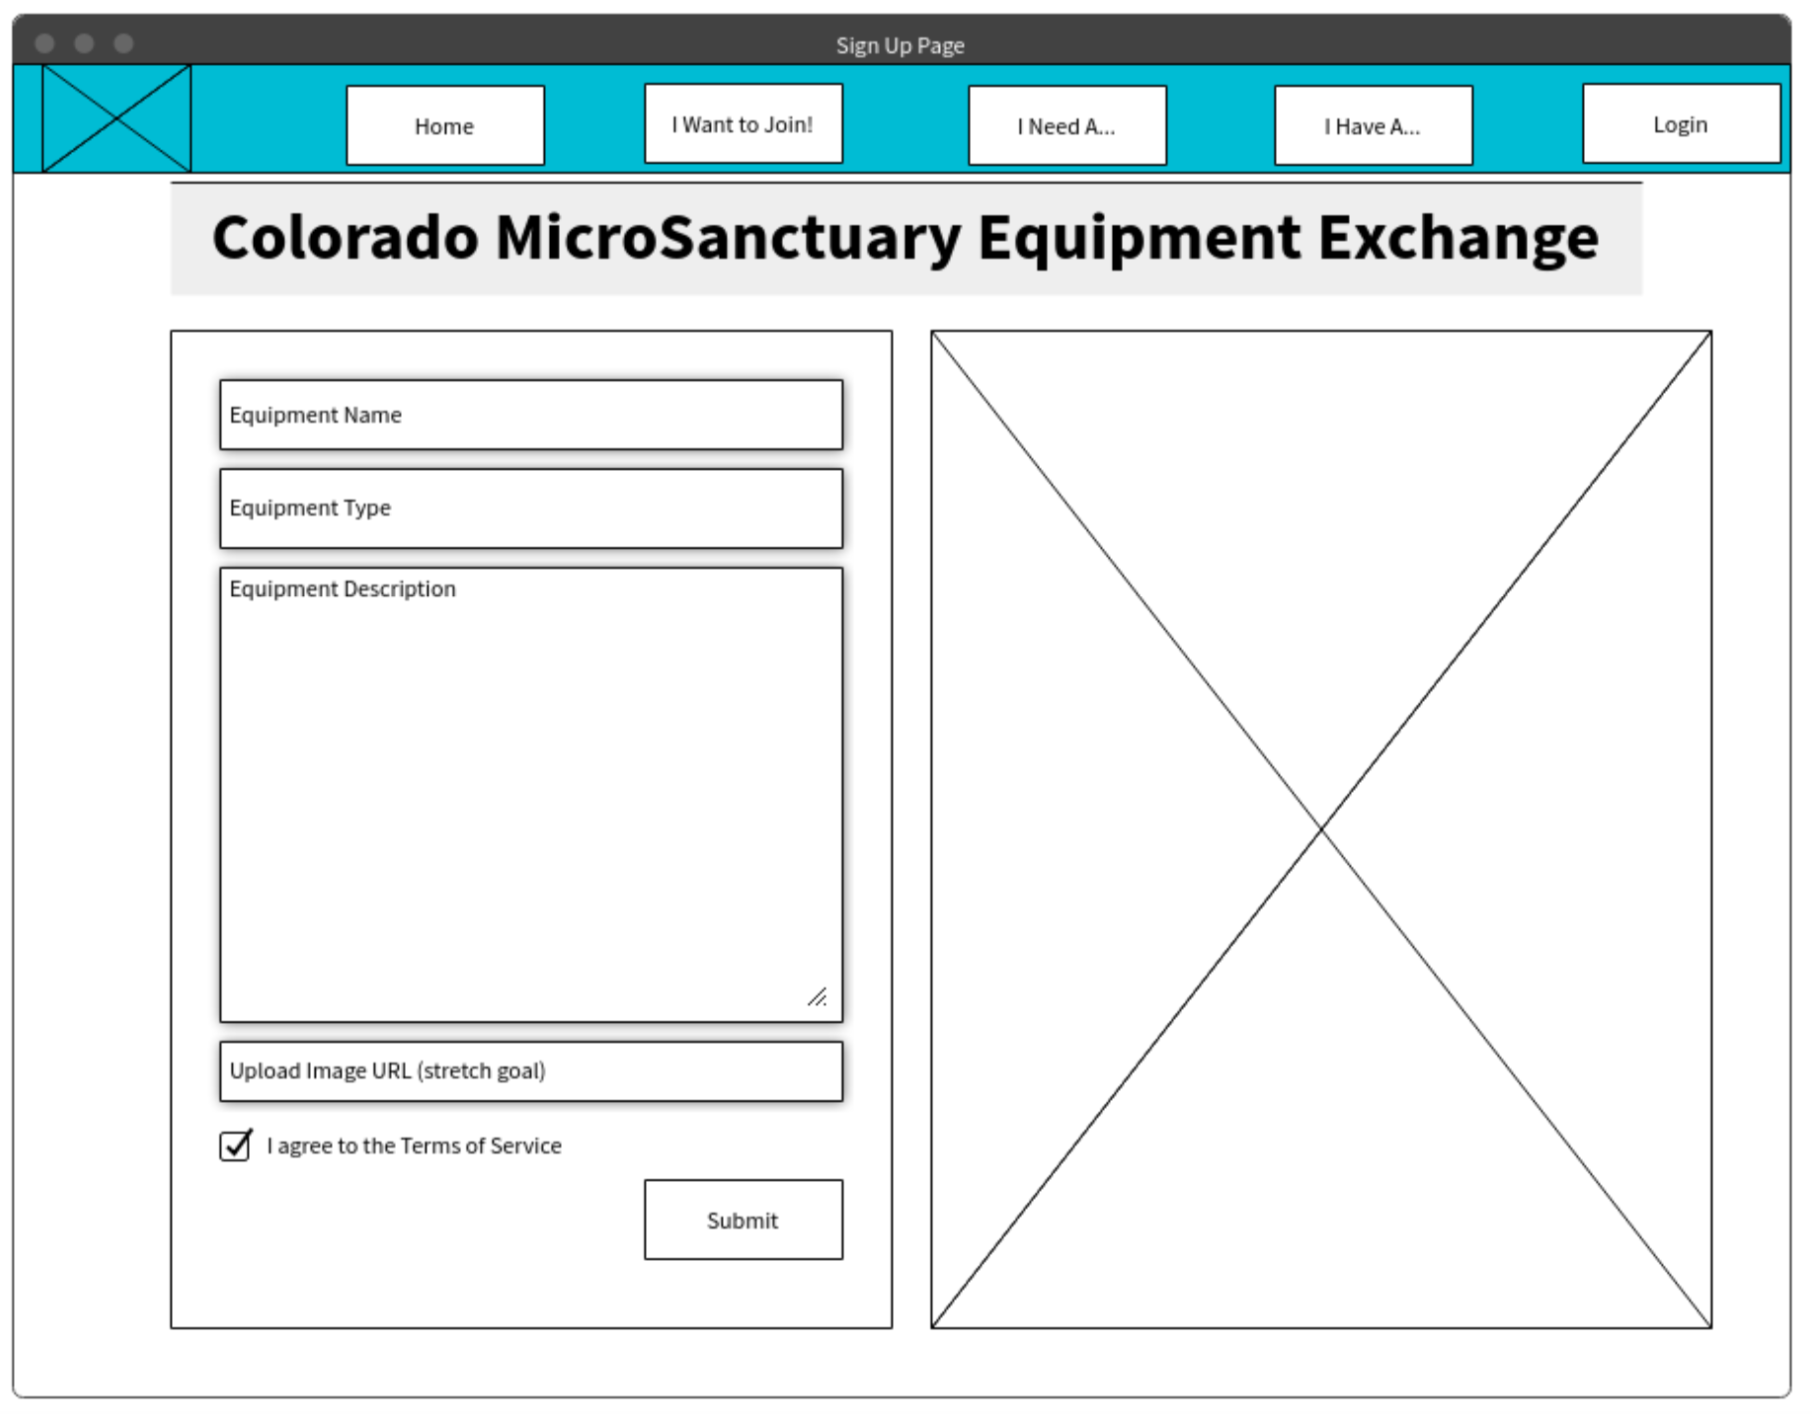 Sign Up Page
Home
I Want to Join!
I Need A...
I Have A...
Login
Colorado MicroSanctuary Equipment Exchange
Equipment Name
Equipment Type
Equipment Description
Upload Image URL (stretch goal)
I agree to the Terms of Service
Submit